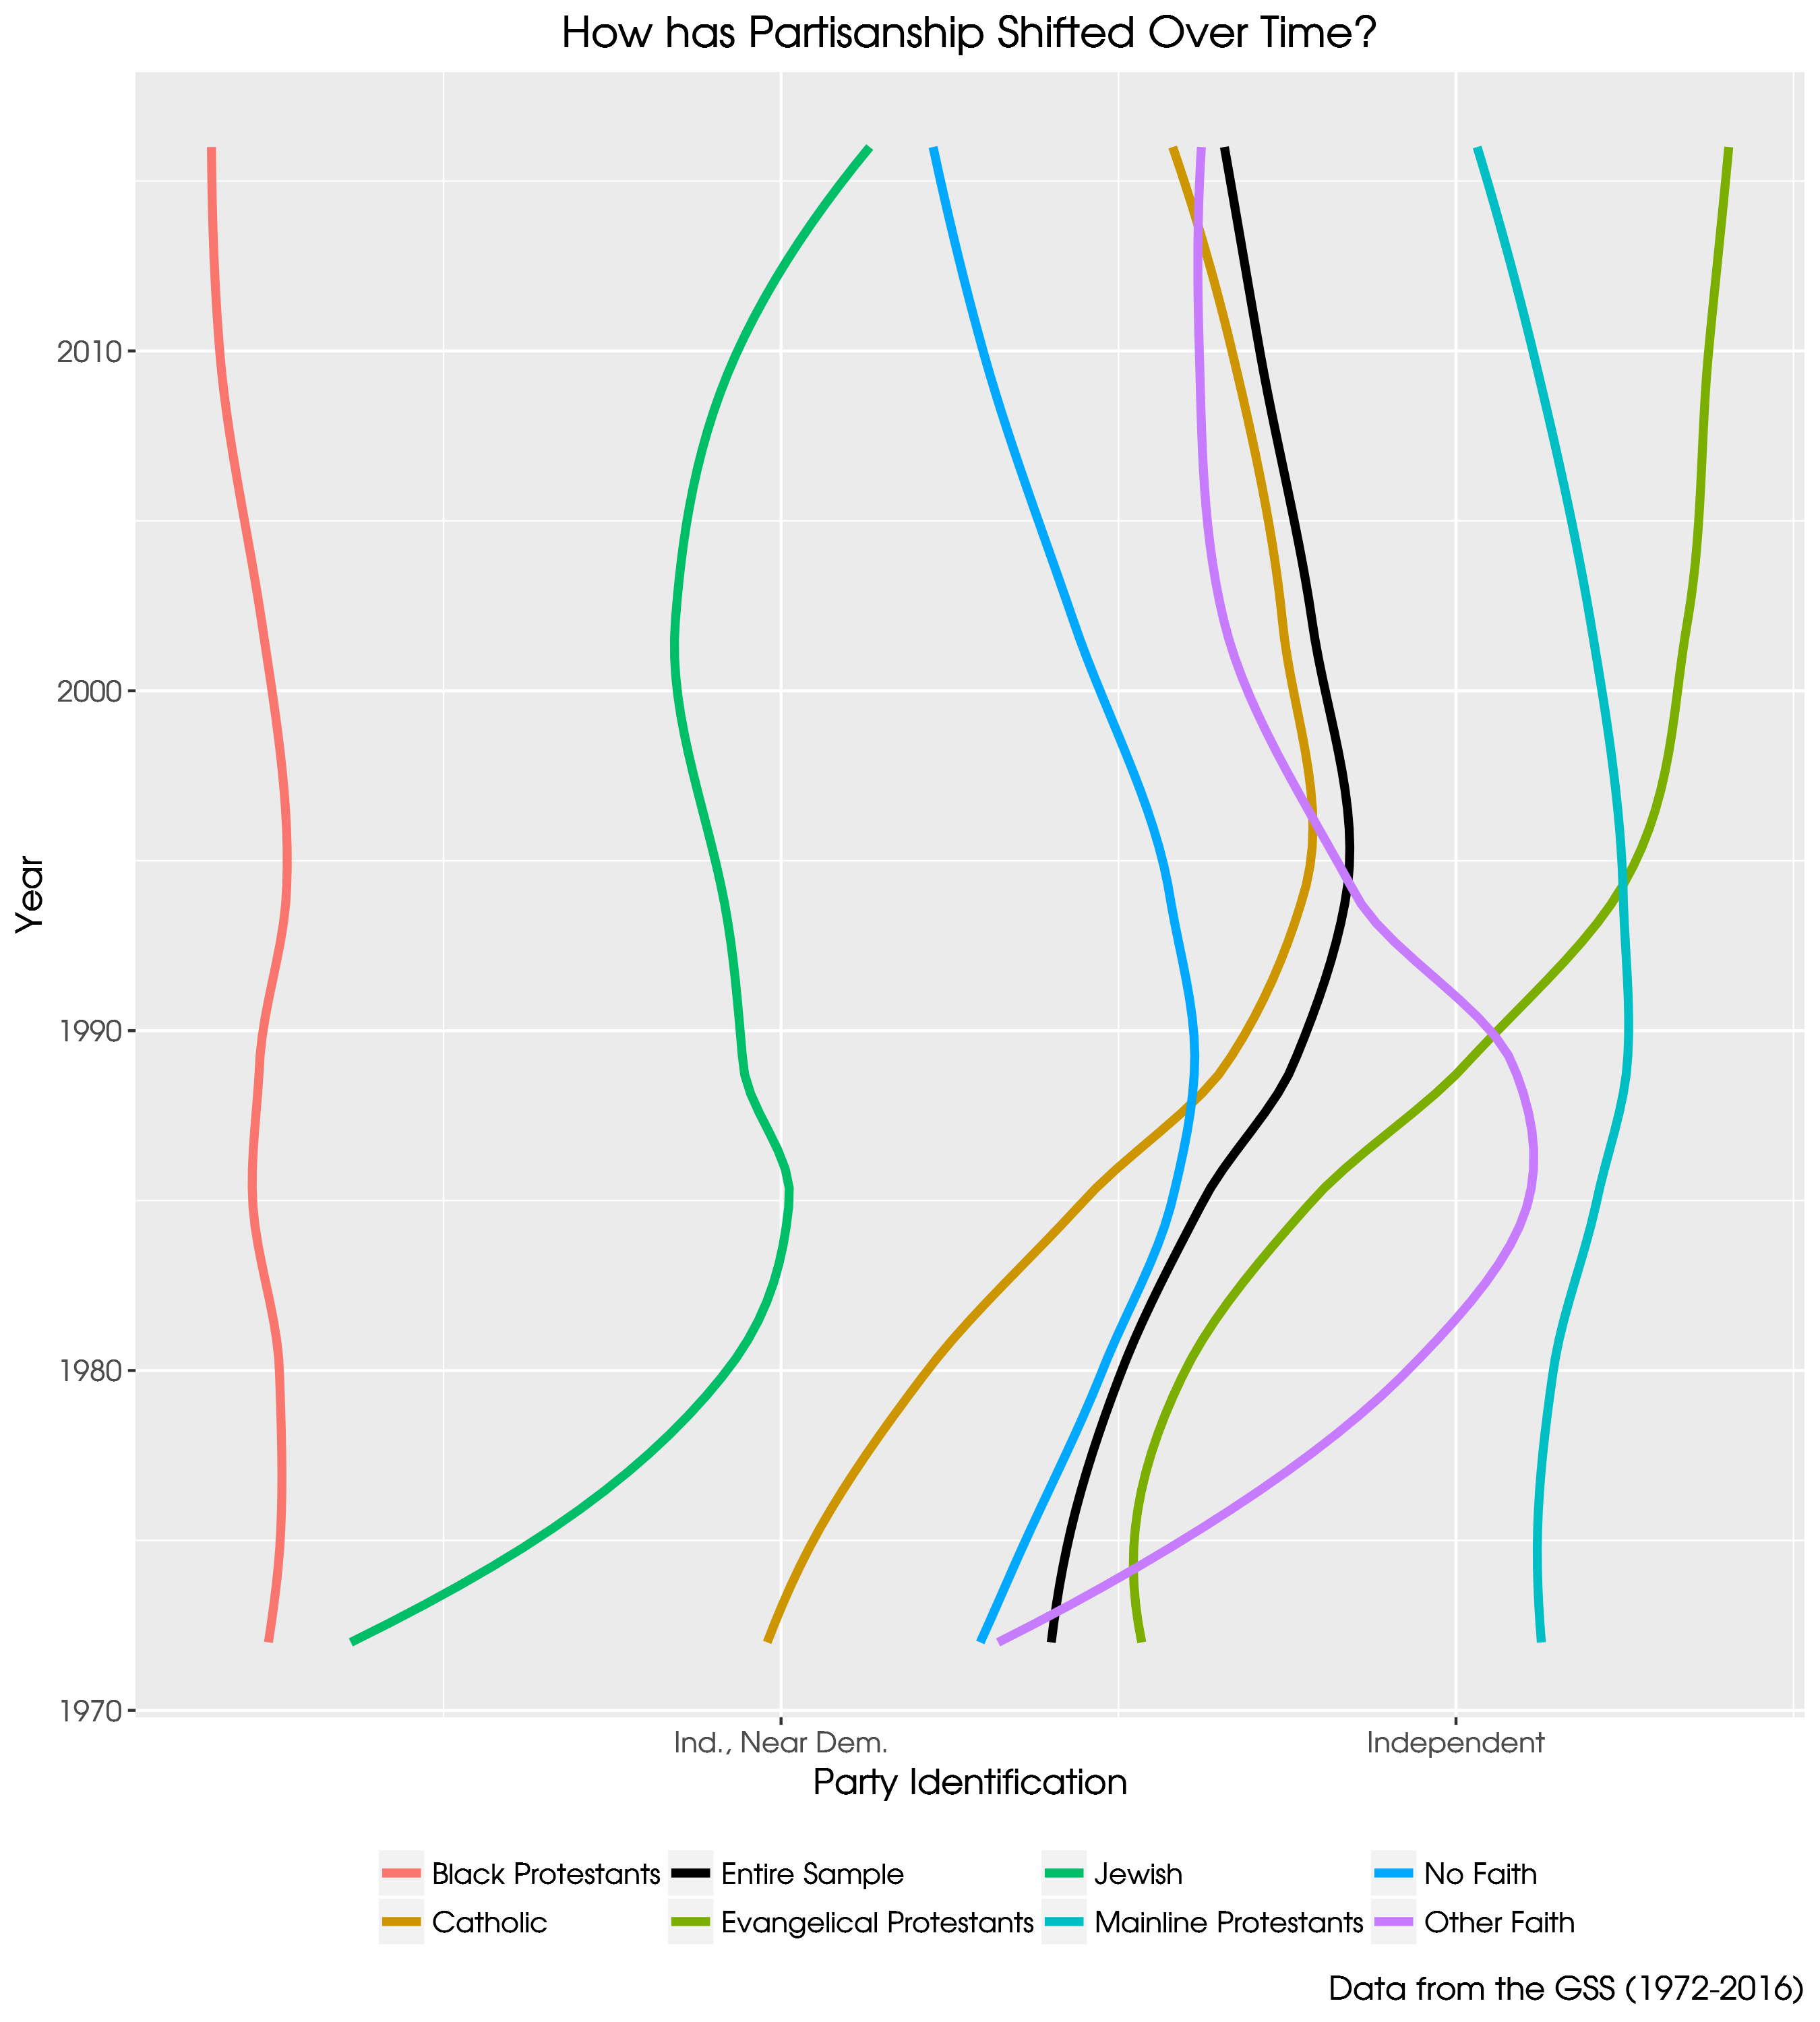 How has Partisanship Shifted Over Time?
2010
2000
Year
1990
1980
1970
Ind., Near Dem. Independent
Party Identification
Black Protestants Entire Sample Jewish No Faith
Catholic Evangelical Protestants Mainline Protestants Other Faith
Data from the GSS (1972-2016)